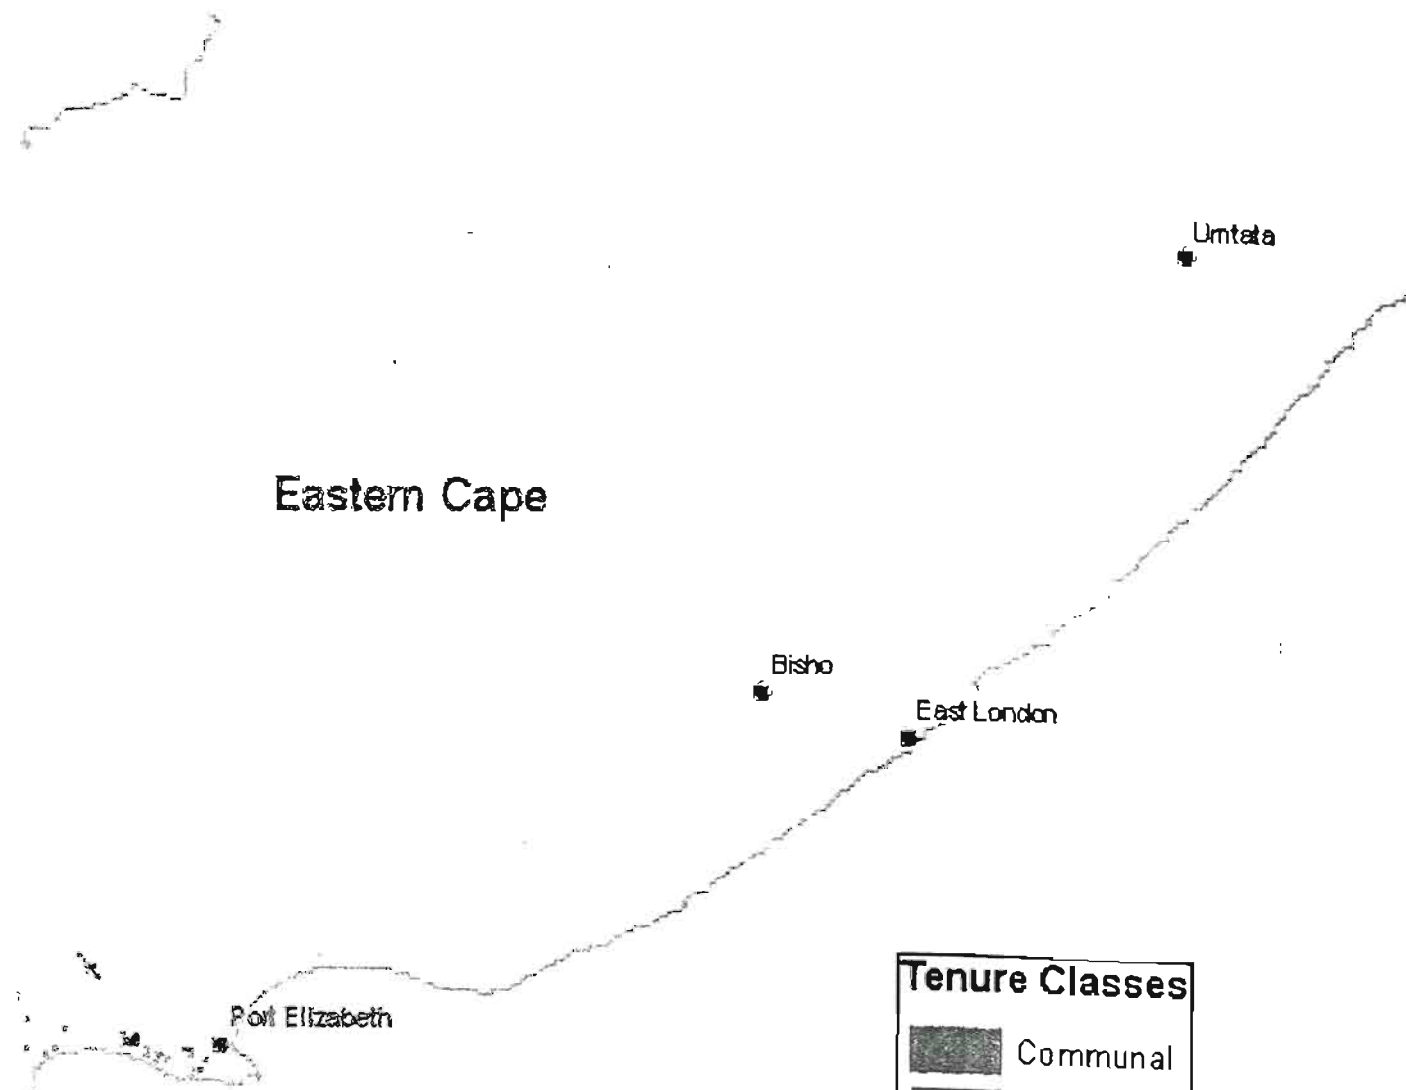 Umtata
Eastern Cape
Bisho
East London
Port Elizabeth
Tenure Classes
Communal